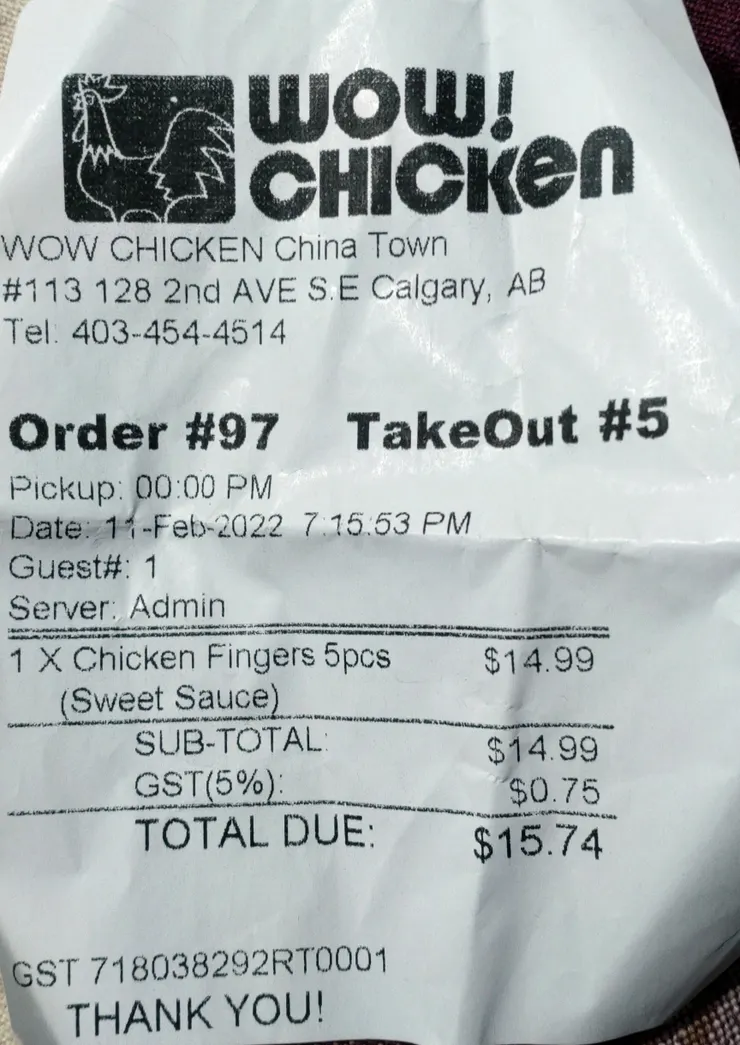 WOW!
CHICKEN
WOW CHICKEN China Town
#113 128 2nd AVE S.E Calgary, AB
Tel: 403-454-4514
Order #97 TakeOut #5
Pickup: 00:00 PM
Date: 11-Feb-2022 7:15:53 PM
Guest#: 1
Server: Admin
1 X Chicken Fingers 5pcs $14.99
(Sweet Sauce)
SUB-TOTAL: $14.99
GST(5%): $0.75
TOTAL DUE: $15.74
GST 718038292RT0001
THANK YOU!